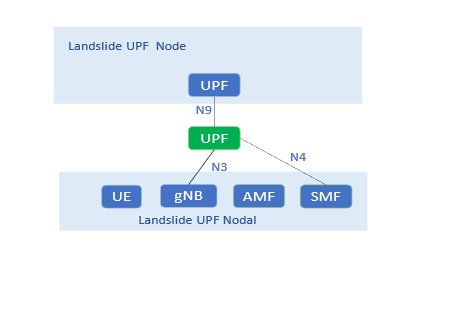 Landslide UPF Node
UPF
N9
UPF
N4
N3
UE
gNB
AMF
SMF
Landslide UPF Nodal